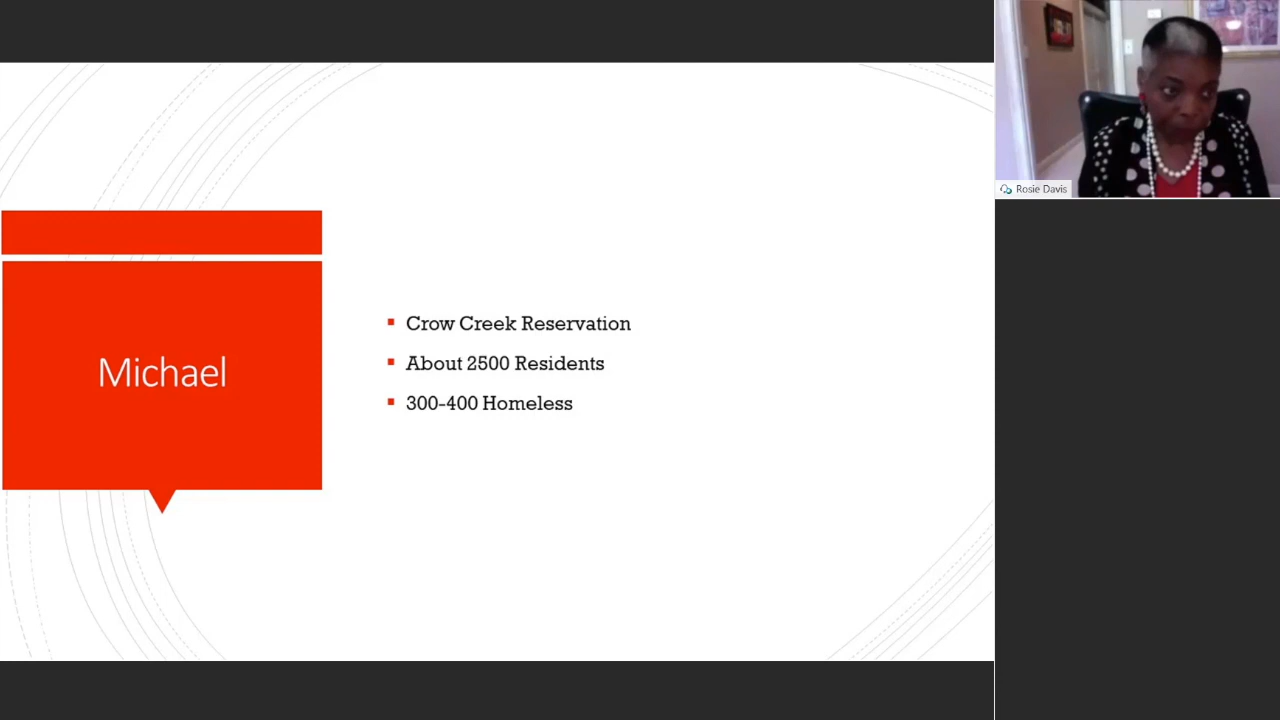 Michael
Crow Creek Reservation
About 2500 Residents
300-400 Homeless
Rosie Davis